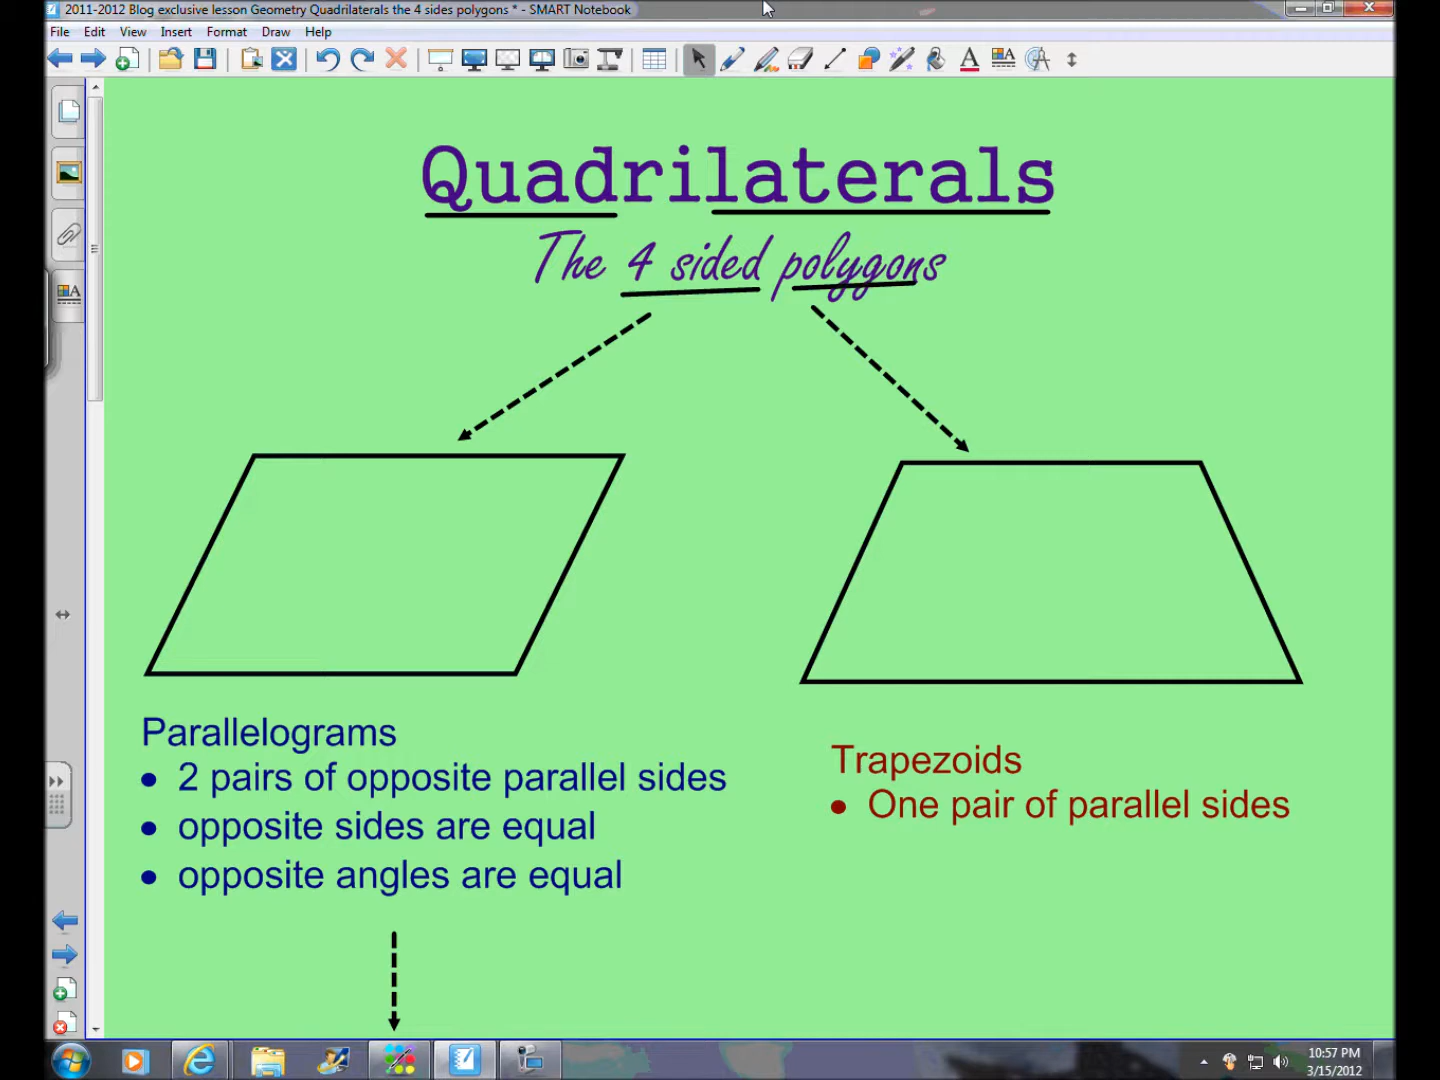 2011-2012 Blog exclusive lesson Geometry Quadrilaterals the 4 sides polygons * - SMART Notebook
File Edit View Insert Format Draw Help
Quadrilaterals
The 4 sided polygons
Parallelograms
• 2 pairs of opposite parallel sides
• opposite sides are equal
• opposite angles are equal
Trapezoids
• One pair of parallel sides
10:57 PM
3/15/2012